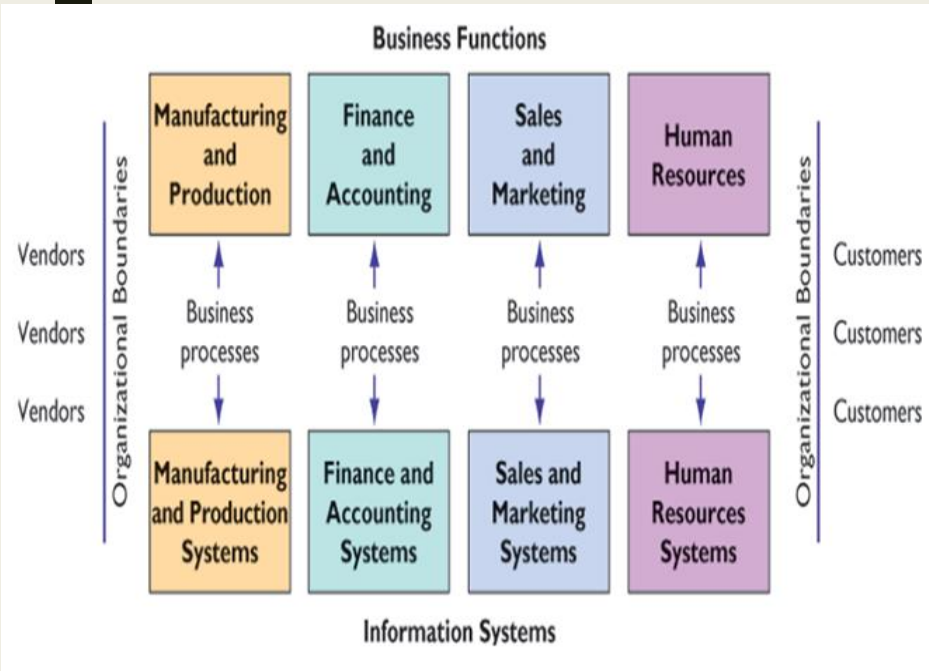 Business Functions
Manufacturing
and
Production
Finance
and
Accounting
Sales
and
Marketing
Human
Resources
Vendors
Vendors
Vendors
Organizational Boundaries
Business
processes
Business
processes
Business
processes
Business
processes
Organizational Boundaries
Customers
Customers
Customers
Manufacturing
and Production
Systems
Finance and
Accounting
Systems
Sales and
Marketing
Systems
Human
Resources
Systems
Information Systems